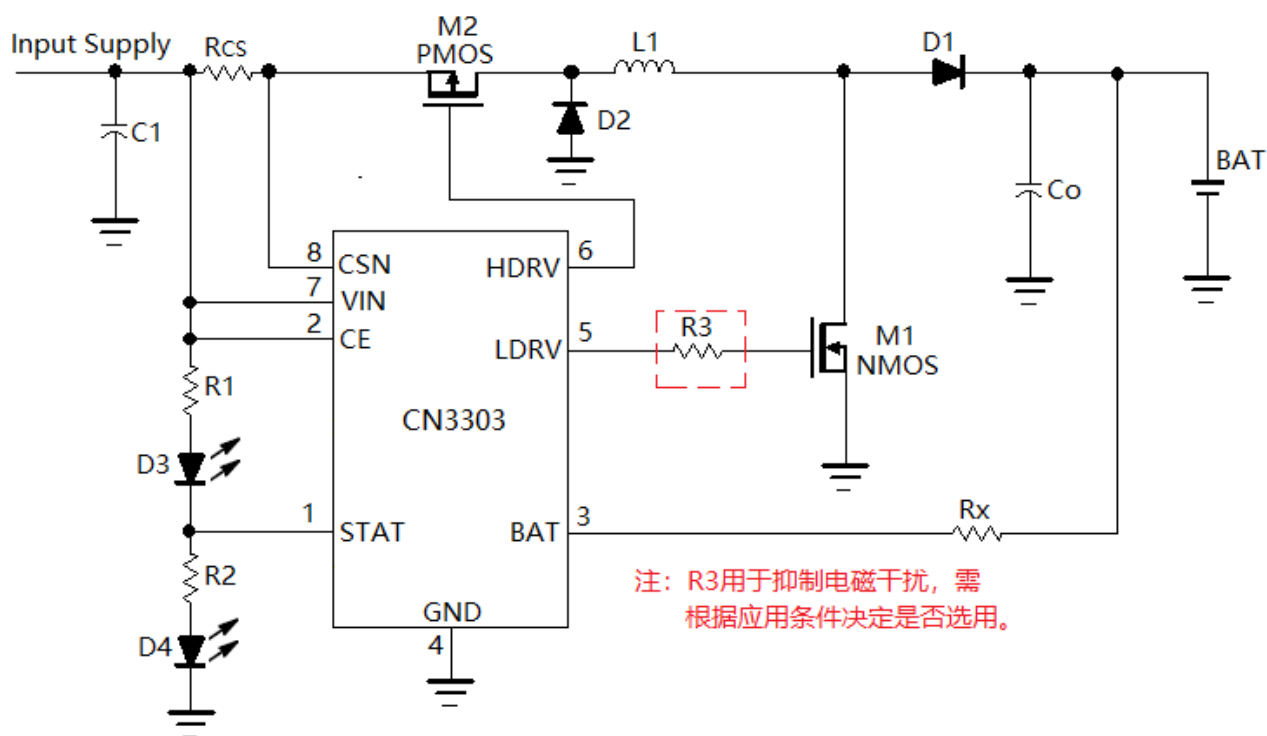 M2
PMOS
L1
D1
Input Supply
Rcs
C1
D2
Co
BAT
8
CSN
HDRV
6
7
VIN
2
CE
LDRV
5
R3
M1
NMOS
R1
CN3303
D3
1
STAT
BAT
3
Rx
R2
GND
4
D4
注：R3用于抑制电磁干扰，需
根据应用条件决定是否选用。